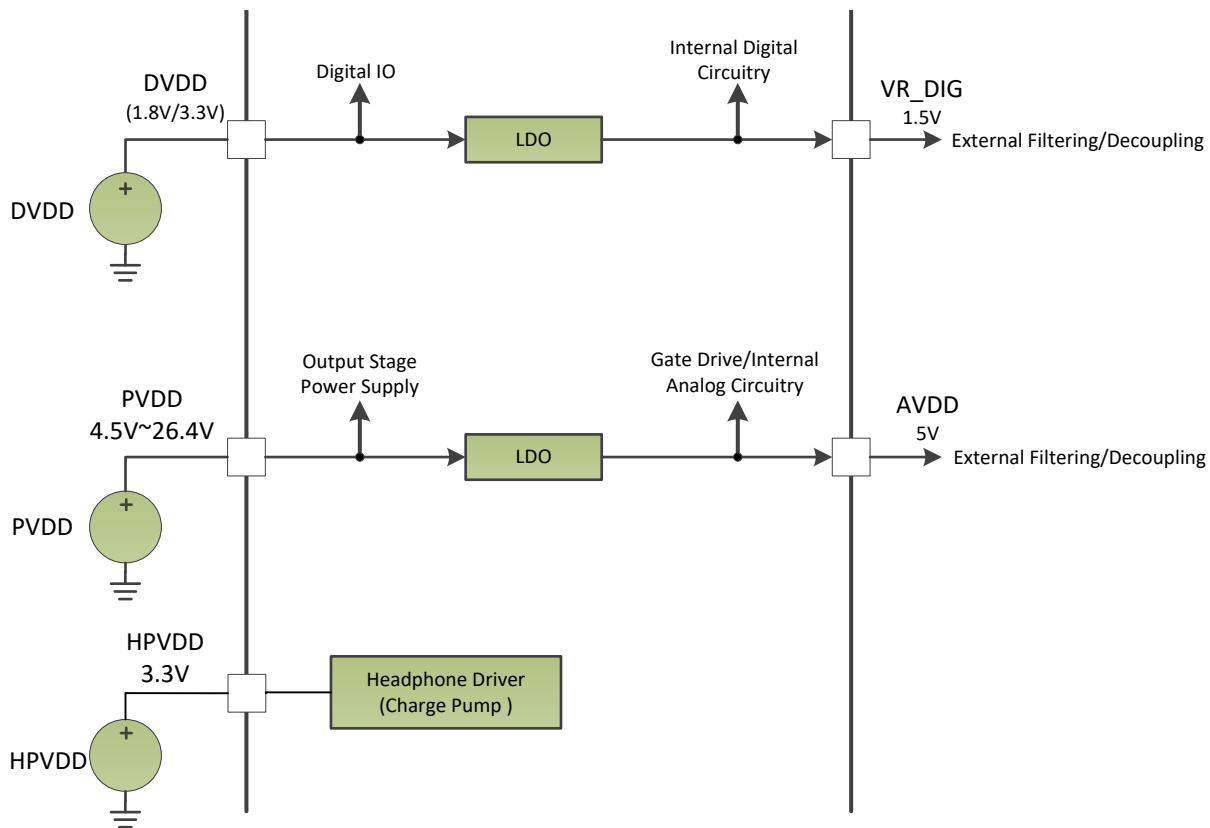 DVDD
(1.8V/3.3V)
Digital IO
Internal Digital
Circuitry
VR_DIG
1.5V
LDO
External Filtering/Decoupling
+
DVDD
PVDD
4.5V~26.4V
Output Stage
Power Supply
Gate Drive/Internal
Analog Circuitry
AVDD
5V
LDO
External Filtering/Decoupling
+
PVDD
HPVDD
3.3V
Headphone Driver
(Charge Pump )
+
HPVDD